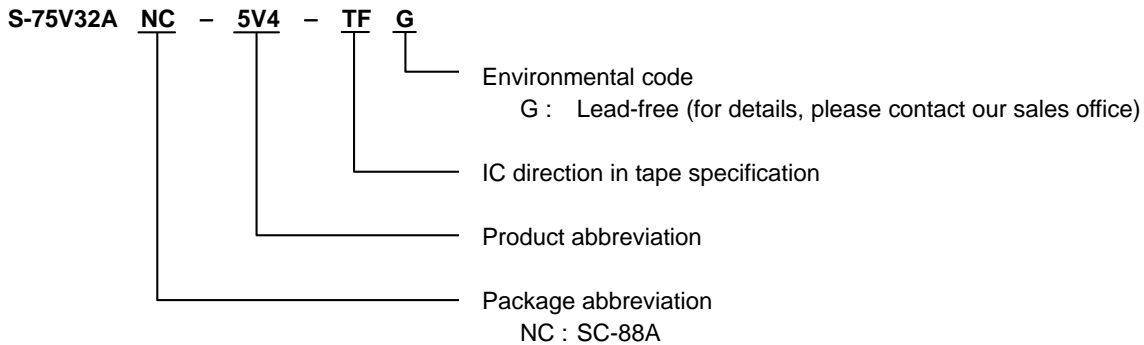 S-75V32A NC – 5V4 – TF G
Environmental code
G : Lead-free (for details, please contact our sales office)
IC direction in tape specification
Product abbreviation
Package abbreviation
NC : SC-88A